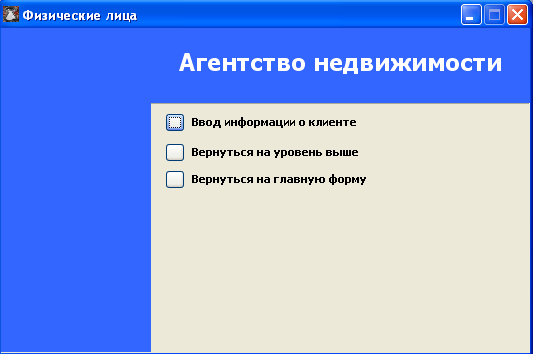 Физические лица
Агентство недвижимости
Ввод информации о клиенте
Вернуться на уровень выше
Вернуться на главную форму